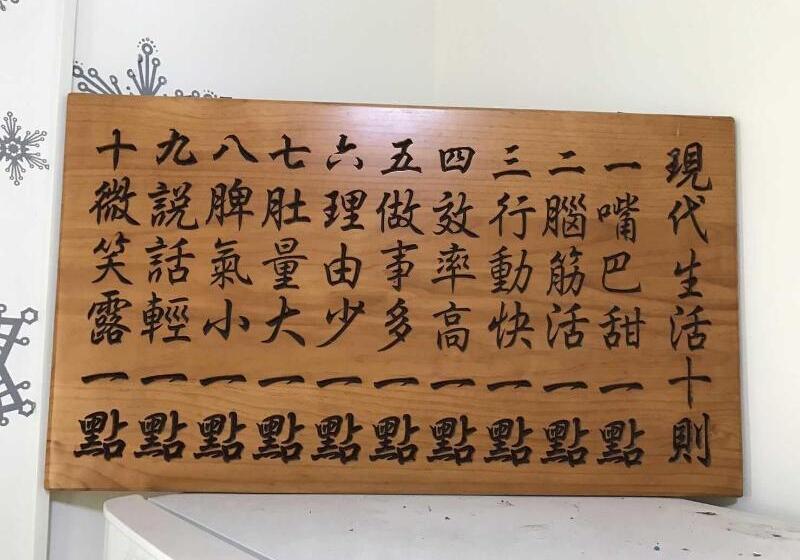 現代生活十則
一嘴巴甜一點
二腦筋活一點
三行動快一點
四效率高一點
五做事多一點
六理由少一點
七肚量大一點
八脾氣小一點
九說話輕一點
十微笑露一點